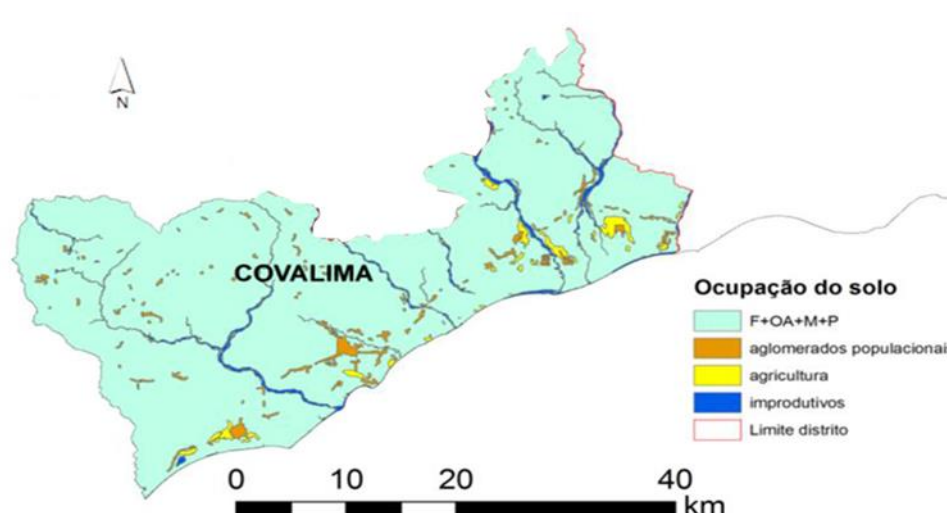 N
COVALIMA
Ocupação do solo
F+OA+M+P
aglomerados populacionai
agricultura
improdutivos
Limite distrito
0 10 20 40
km